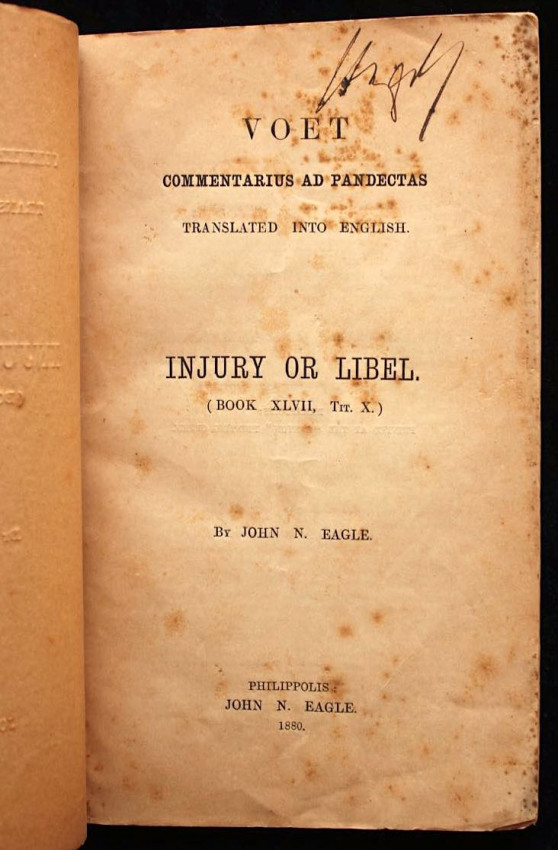 VOET
COMMENTARIUS AD PANDECTAS
TRANSLATED INTO ENGLISH.
INJURY OR LIBEL.
(BOOK XLVII, TIT. X.)
By JOHN N. EAGLE.
PHILIPPOLIS:
JOHN N. EAGLE.
1880.